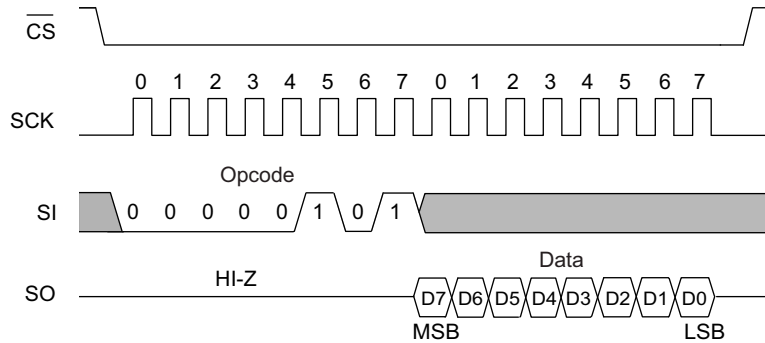 CS
0 1 2 3 4 5 6 7 0 1 2 3 4 5 6 7
SCK
Opcode
SI 0 0 0 0 0 1 0 1
Data
HI-Z
SO D7 D6 D5 D4 D3 D2 D1 D0
MSB LSB